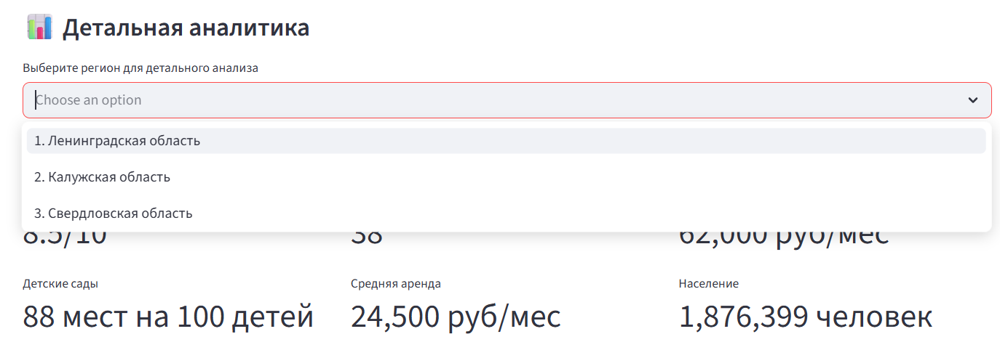 Детальная аналитика
Выберите регион для детального анализа
Choose an option
1. Ленинградская область
2. Калужская область
3. Свердловская область
8.5/10 38 62,000 руб/мес
Детские сады Средняя аренда Население
88 мест на 100 детей 24,500 руб/мес 1,876,399 человек